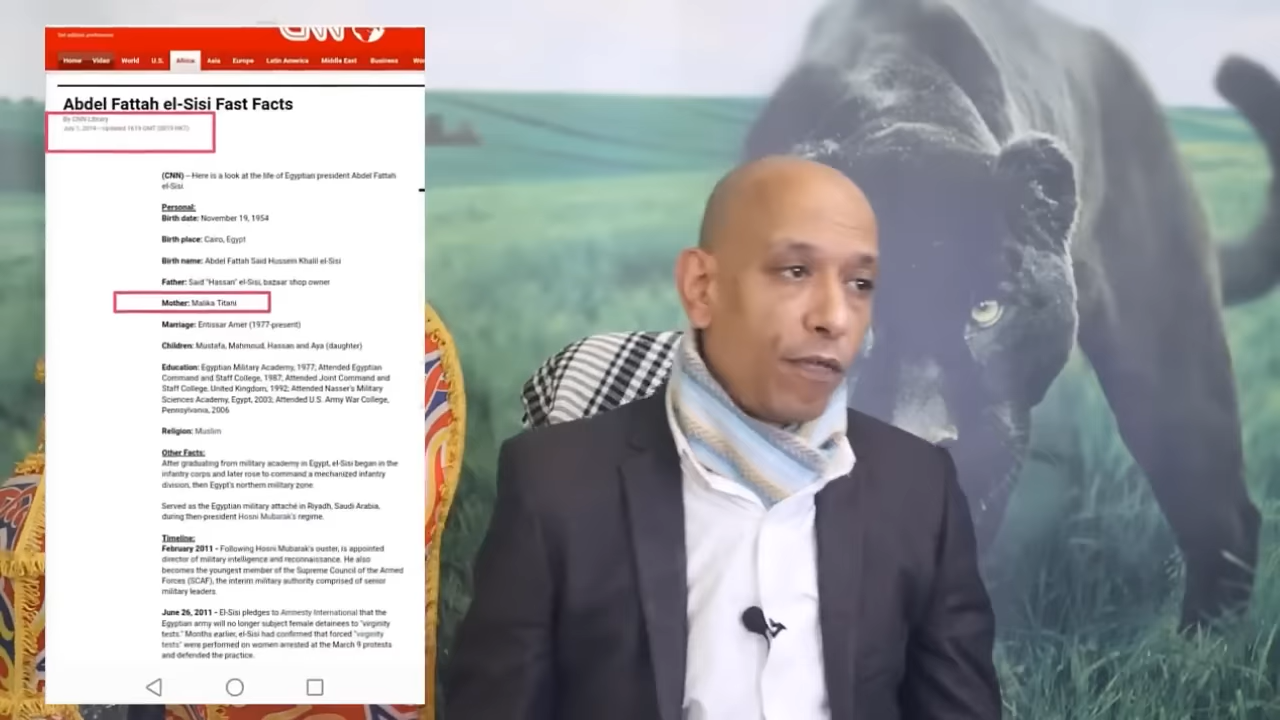 Set edition preference
CNN
Home Video World U.S. Africa Asia Europe Latin America Middle East Business
Abdel Fattah el-Sisi Fast Facts
By CNN Library
July 1, 2019 - Updated 1619 GMT (0019 HKT)
(CNN) - Here is a look at the life of Egyptian president Abdel Fattah
el-Sisi
Personal:
Birth date: November 19, 1954
Birth place: Cairo, Egypt
Birth name: Abdel Fattah Said Hussein Khalil el-Sisi
Father: Said "Hassan" el-Sisi, bazaar shop owner
Mother: Malika Titani
Marriage: Entissar Amer (1977-present)
Children: Mustafa, Mahmoud, Hassan and Aya (daughter)
Education: Egyptian Military Academy, 1977; Attended Egyptian
Command and Staff College, 1987; Attended Joint Command and
Staff College, United Kingdom, 1992; Attended Nasser's Military
Sciences Academy, Egypt, 2003; Attended U.S. Army War College,
Pennsylvania, 2006
Religion: Muslim
Other Facts:
After graduating from military academy in Egypt, el-Sisi began in the
infantry corps and later rose to command a mechanized infantry
division, then Egypt's northern military zone.
Served as the Egyptian military attaché in Riyadh, Saudi Arabia,
during then-president Hosni Mubarak's regime.
Timeline:
February 2011 - Following Hosni Mubarak's ouster, is appointed
director of military intelligence and reconnaissance. He also
becomes the youngest member of the Supreme Council of the Armed
Forces (SCAF), the interim military authority comprised of senior
military leaders.
June 26, 2011 - El-Sisi pledges to Amnesty International that the
Egyptian army will no longer subject female detainees to "virginity
tests." Months earlier, el-Sisi had confirmed that forced "virginity
tests" were performed on women arrested at the March 9 protests
and defended the practice.